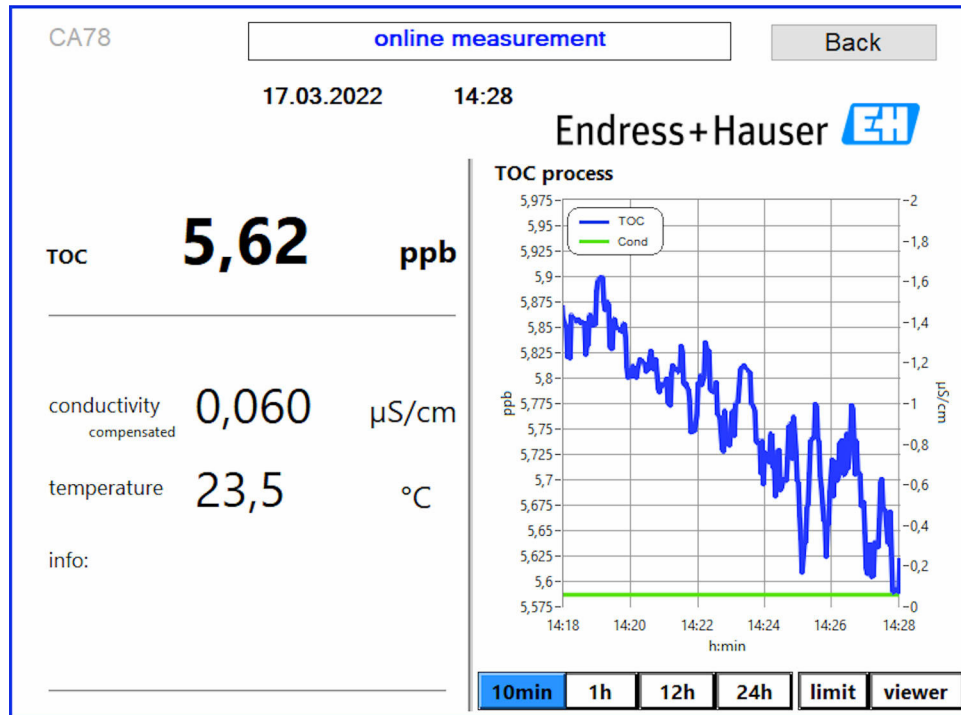 CA78
online measurement
Back
17.03.2022 14:28
Endress+Hauser EH
TOC process
TOC 5,62 ppb
conductivity 0,060 µS/cm
compensated
temperature 23,5 °C
info:
TOC
Cond
5,975
5,95
5,925
5,9
5,875
5,85
5,825
5,8
5,775
5,75
5,725
5,7
5,675
5,65
5,625
5,6
5,575
ppb
2
1,8
1,6
1,4
1,2
1
0,8
0,6
0,4
0,2
0
µS/cm
14:18 14:20 14:22 14:24 14:26 14:28
h:min
10min 1h 12h 24h limit viewer